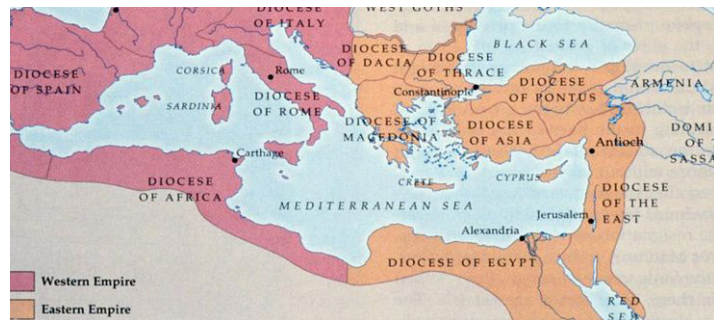 DIOCESE
OF ITALY
WEST GOTHS
BLACK SEA
DIOCESE
OF DACIA
DIOCESE
OF THRACE
CORSICA
Rome
DIOCESE
OF SPAIN
Constantinople
DIOCESE
OF PONTUS
ARMENIA
SARDINIA
DIOCESE
OF ROME
DIOCESE OF
MACEDONIA
DIOCESE
OF ASIA
Antioch
Carthage
DIOCESE
OF AFRICA
CRETE
CYPRUS
DIOCESE
OF THE
EAST
MEDITERRANEAN SEA
Jerusalem
Alexandria
DIOCESE OF EGYPT
Western Empire
Eastern Empire
RED
SEA